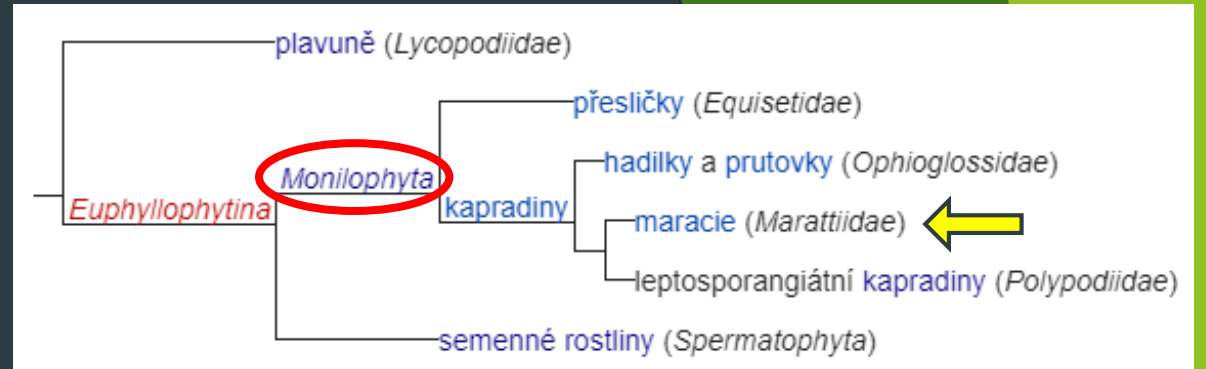 plavuně (Lycopodiidae)
přesličky (Equisetidae)
hadilky a prutovky (Ophioglossidae)
Monilophyta
Euphyllophytina
kapradiny
maracie (Marattiidae)
leptosporangiátní kapradiny (Polypodiidae)
semenné rostliny (Spermatophyta)